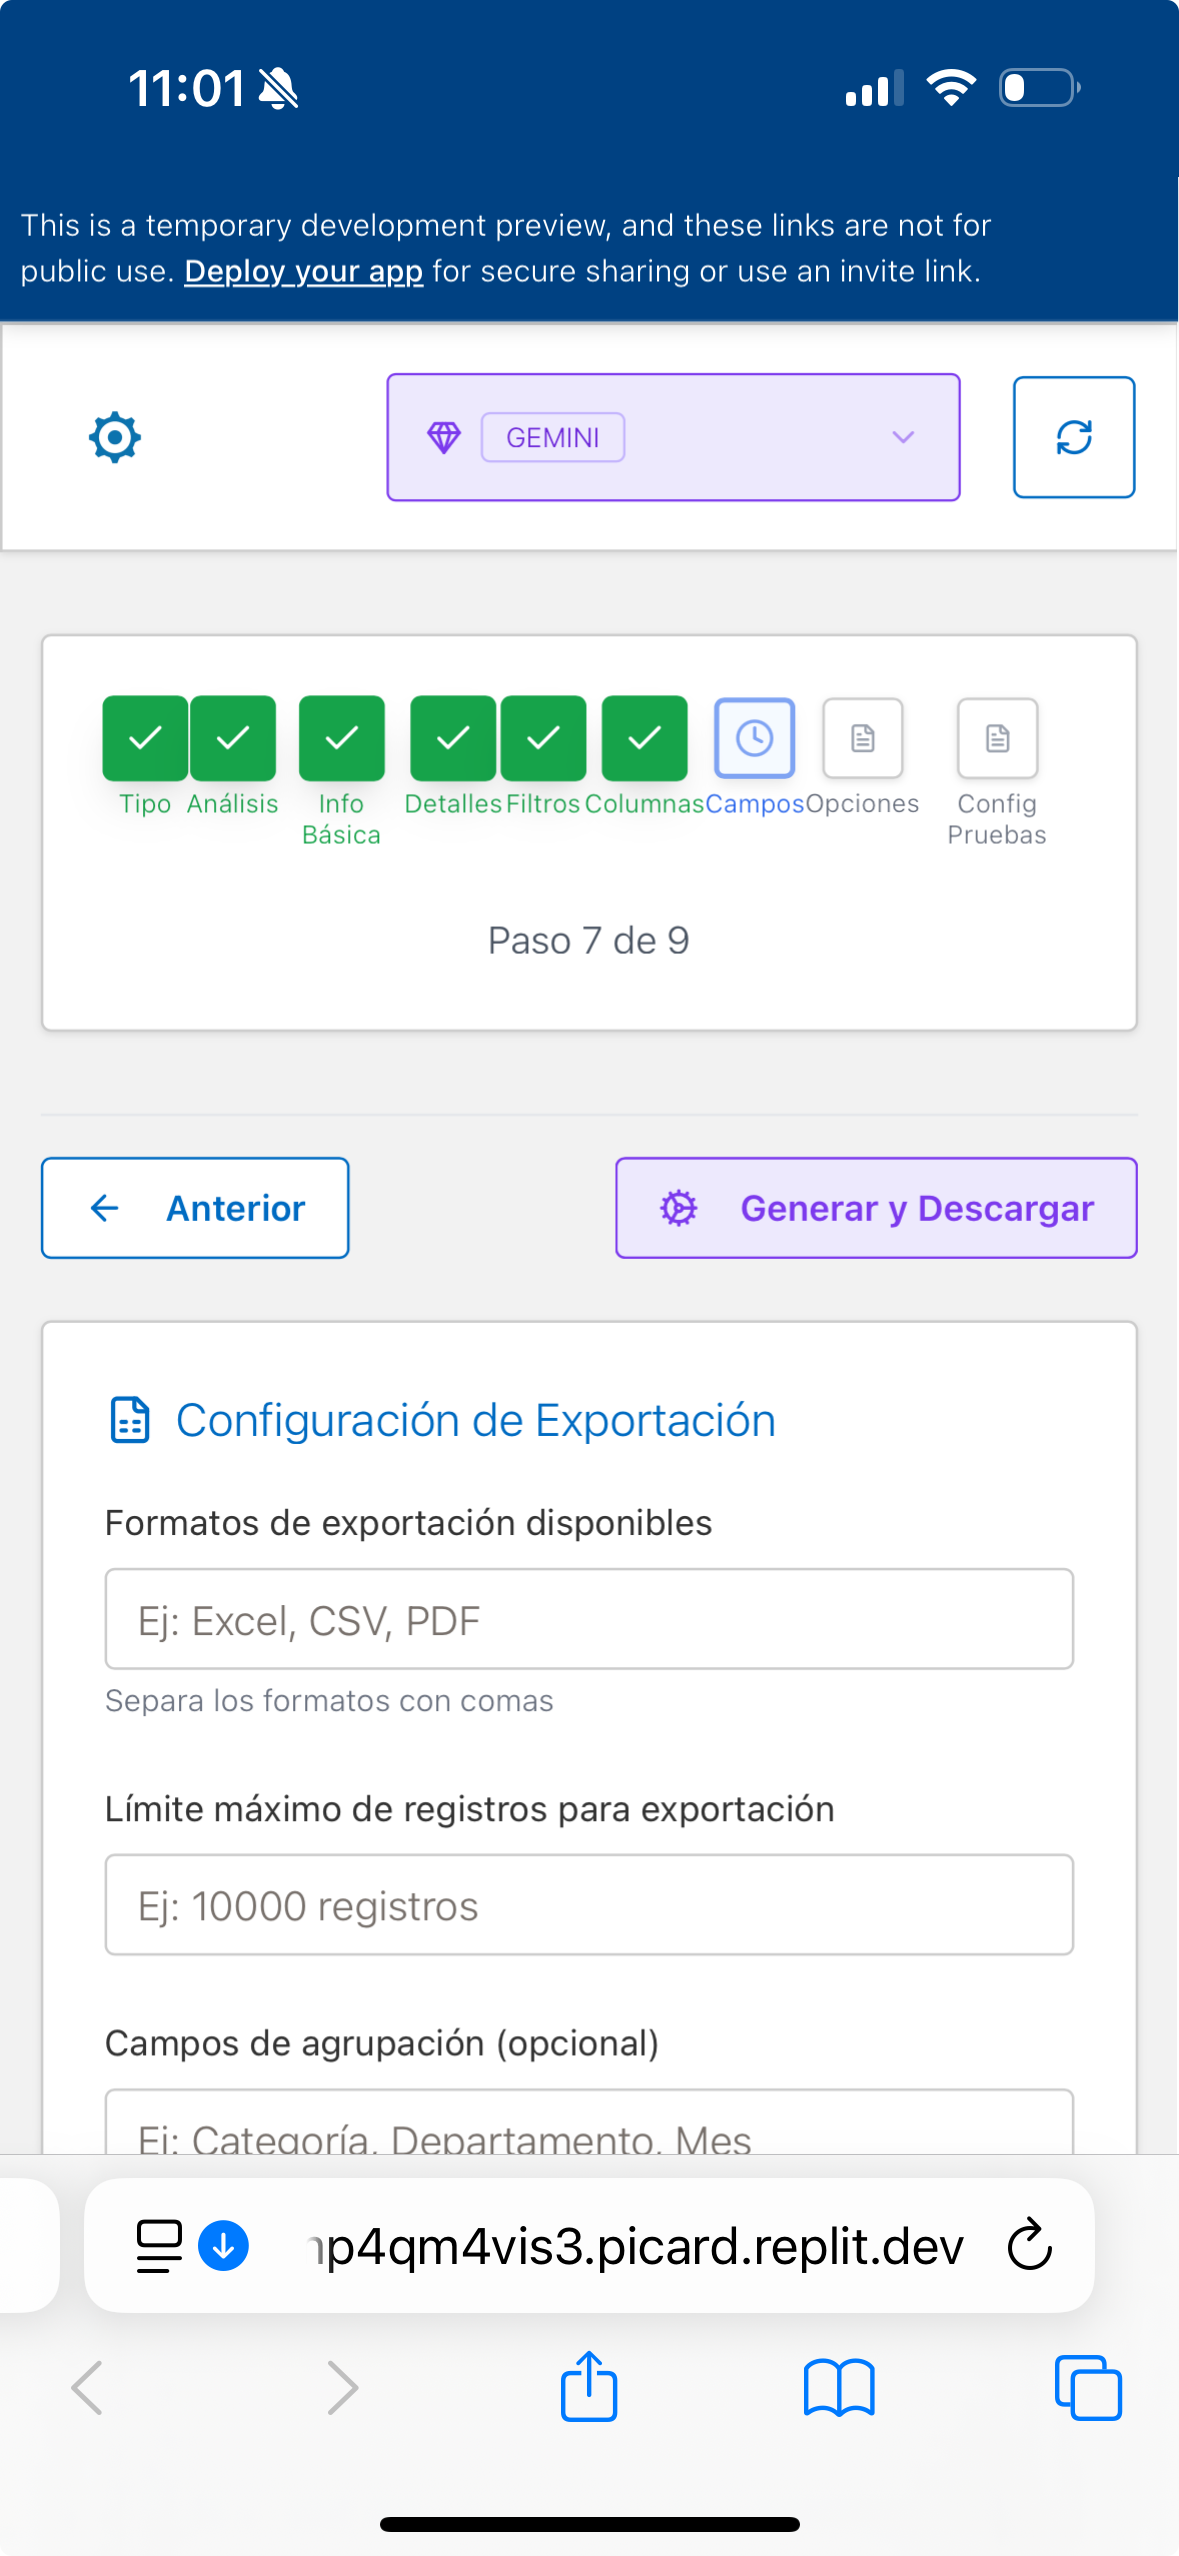 11:01
This is a temporary development preview, and these links are not for
public use. Deploy your app for secure sharing or use an invite link.
GEMINI
Tipo Análisis Info Básica Detalles Filtros Columnas Campos Opciones Config Pruebas
Paso 7 de 9
Anterior
Generar y Descargar
Configuración de Exportación
Formatos de exportación disponibles
Ej: Excel, CSV, PDF
Separa los formatos con comas
Límite máximo de registros para exportación
Ej: 10000 registros
Campos de agrupación (opcional)
Ej: Categoría, Departamento, Mes
p4qm4vis3.picard.replit.dev